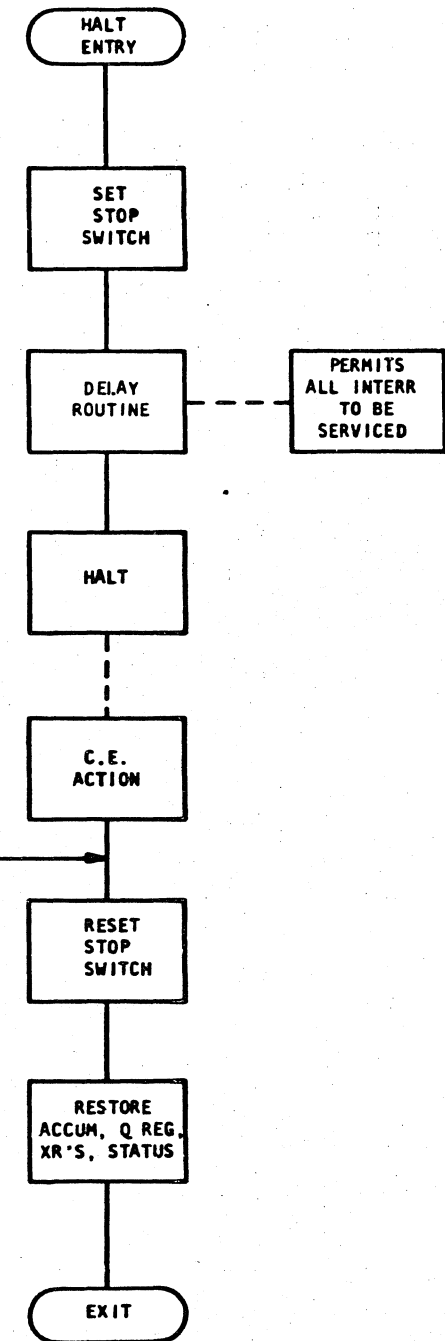 HALT
ENTRY
SET
STOP
SWITCH
DELAY
ROUTINE
PERMITS
ALL INTERR
TO BE
SERVICED
HALT
C.E.
ACTION
RESET
STOP
SWITCH
RESTORE
ACCUM, Q REG,
XR'S, STATUS
EXIT